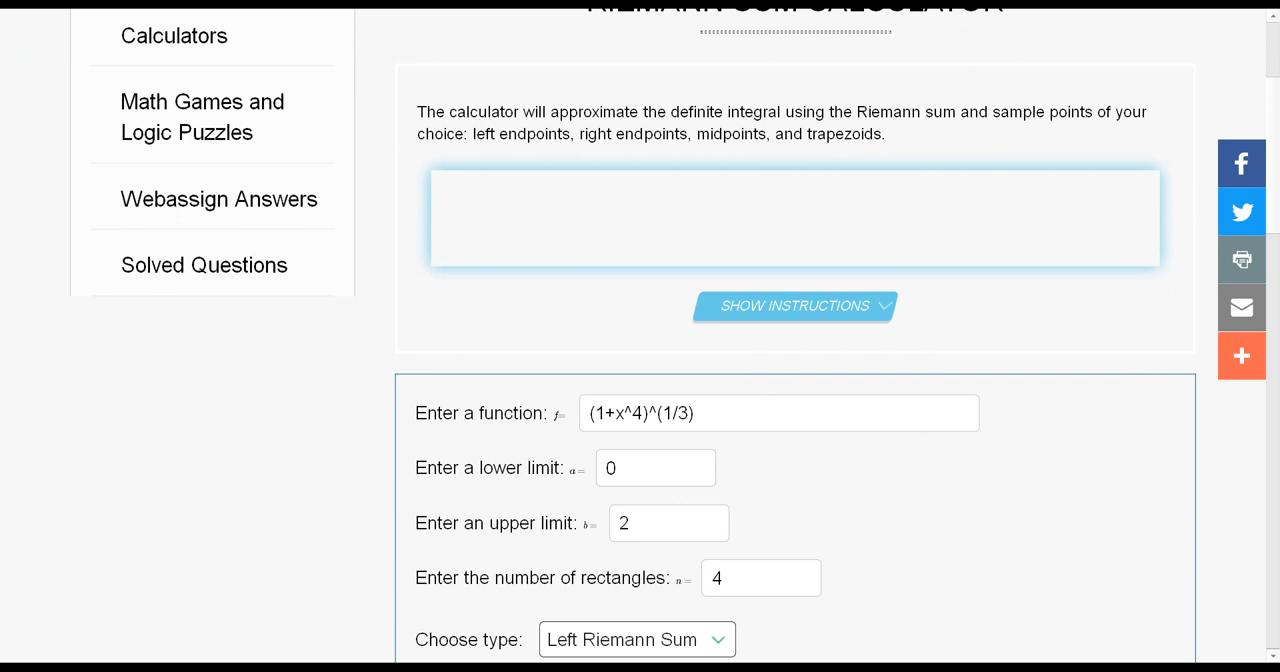 RIEMANN SUM CALCULATOR
Calculators
Math Games and
Logic Puzzles
Webassign Answers
Solved Questions
The calculator will approximate the definite integral using the Riemann sum and sample points of your
choice: left endpoints, right endpoints, midpoints, and trapezoids.
SHOW INSTRUCTIONS
Enter a function: f= (1+x^4)^(1/3)
Enter a lower limit: a= 0
Enter an upper limit: b= 2
Enter the number of rectangles: n= 4
Choose type: Left Riemann Sum